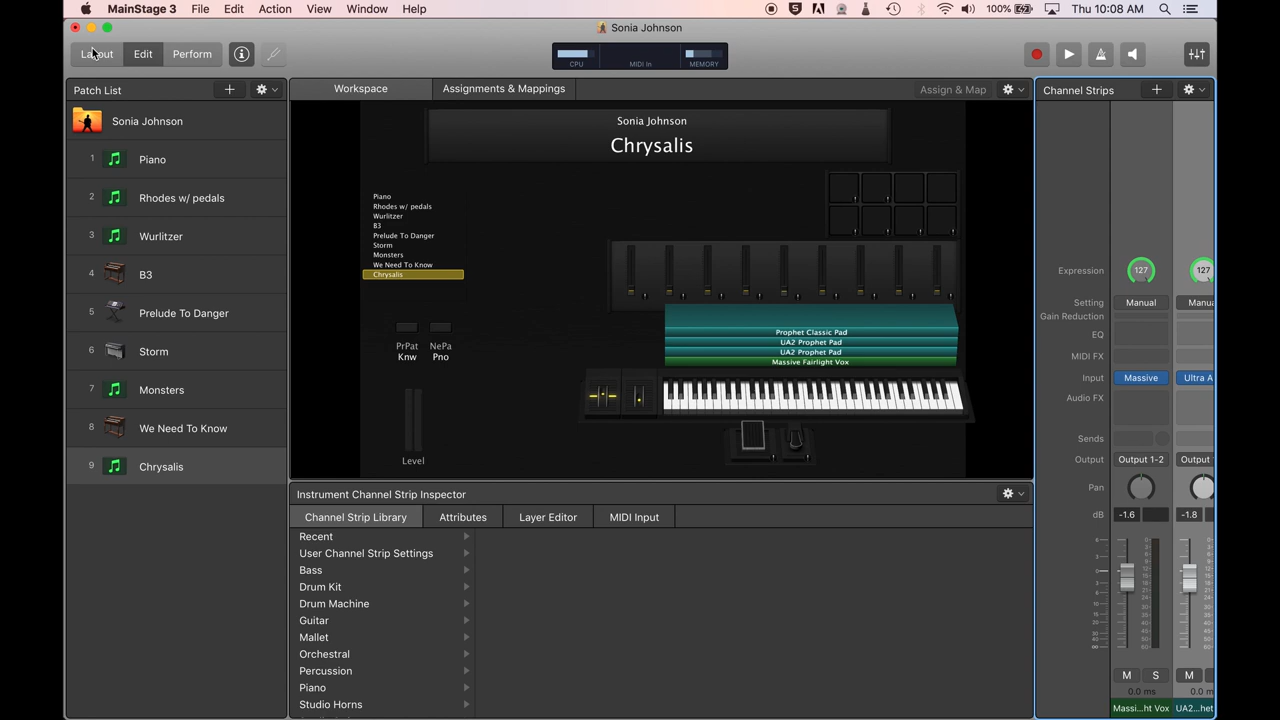 MainStage 3 File Edit Action View Window Help 100% Thu 10:08 AM
Sonia Johnson
Layout Edit Perform
CPU MIDI In MEMORY
Patch List
Sonia Johnson
1 Piano
2 Rhodes w/ pedals
3 Wurlitzer
4 B3
5 Prelude To Danger
6 Storm
7 Monsters
8 We Need To Know
9 Chrysalis
Workspace Assignments & Mappings Assign & Map
Sonia Johnson
Chrysalis
Piano
Rhodes w/ pedals
Wurlitzer
B3
Prelude To Danger
Storm
Monsters
We Need To Know
Chrysalis
PrPat NePa
Knw Pno
Level
Prophet Classic Pad
UA2 Prophet Pad
UA2 Prophet Pad
Massive Fairlight Vox
Instrument Channel Strip Inspector
Channel Strip Library Attributes Layer Editor MIDI Input
Recent
User Channel Strip Settings
Bass
Drum Kit
Drum Machine
Guitar
Mallet
Orchestral
Percussion
Piano
Studio Horns
Channel Strips
Expression 127 127
Setting Manual Manua
Gain Reduction
EQ
MIDI FX
Input Massive Ultra A
Audio FX
Sends
Output Output 1-2 Output
Pan
dB -1.6 -1.8
M S M
0.0 ms 0.0 m
Massi...ht Vox UA2...het